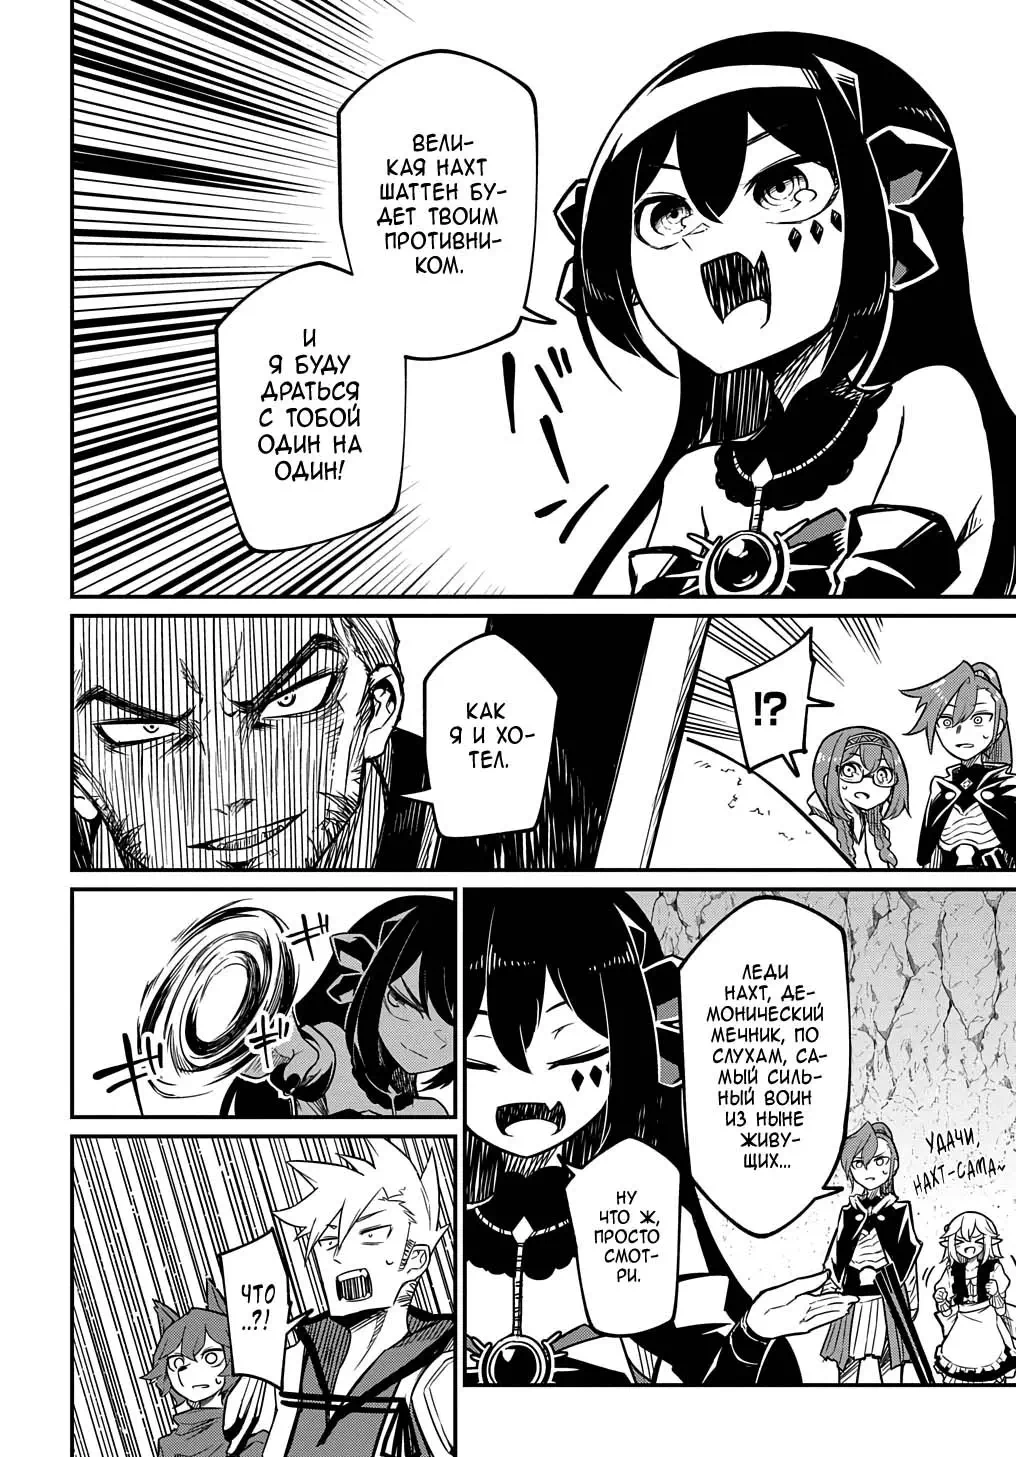 ВЕЛИ-
КАЯ НАХТ
ШАТТЕН БУ-
ДЕТ ТВОИМ
ПРОТИВНИ-
КОМ.
И
Я БУДУ
ДРАТЬСЯ
С ТОБОЙ
ОДИН НА
ОДИН!
!?
КАК
Я И ХО-
ТЕЛ.
ЛЕДИ
НАХТ, ДЕ-
МОНИЧЕСКИЙ
МЕЧНИК, ПО
СЛУХАМ, СА-
МЫЙ СИЛЬ-
НЫЙ ВОИН
ИЗ НЫНЕ
ЖИВУ-
ЩИХ...
УДАЧИ,
НАХТ-САМА~
НУ
ЧТО Ж,
ПРОСТО
СМОТ-
РИ.
ЧТО
..?!